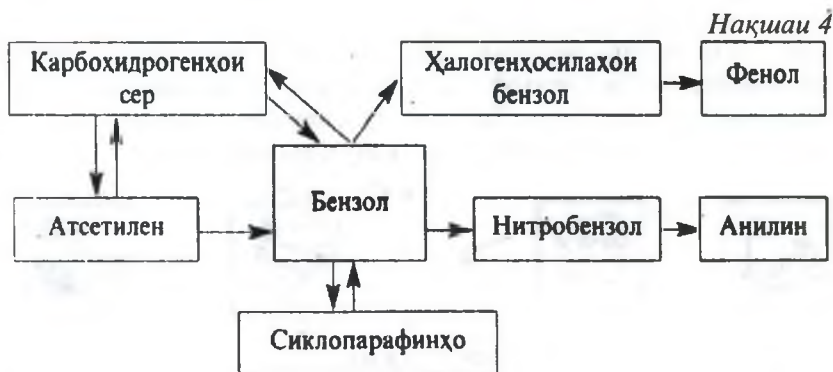 Нақшаи 4
Карбоҳидрогенҳои
сер
Ҳалогенҳосилаҳои
бензол
Фенол
Атсетилен
Бензол
Нитробензол
Анилин
Сиклопарафинҳо